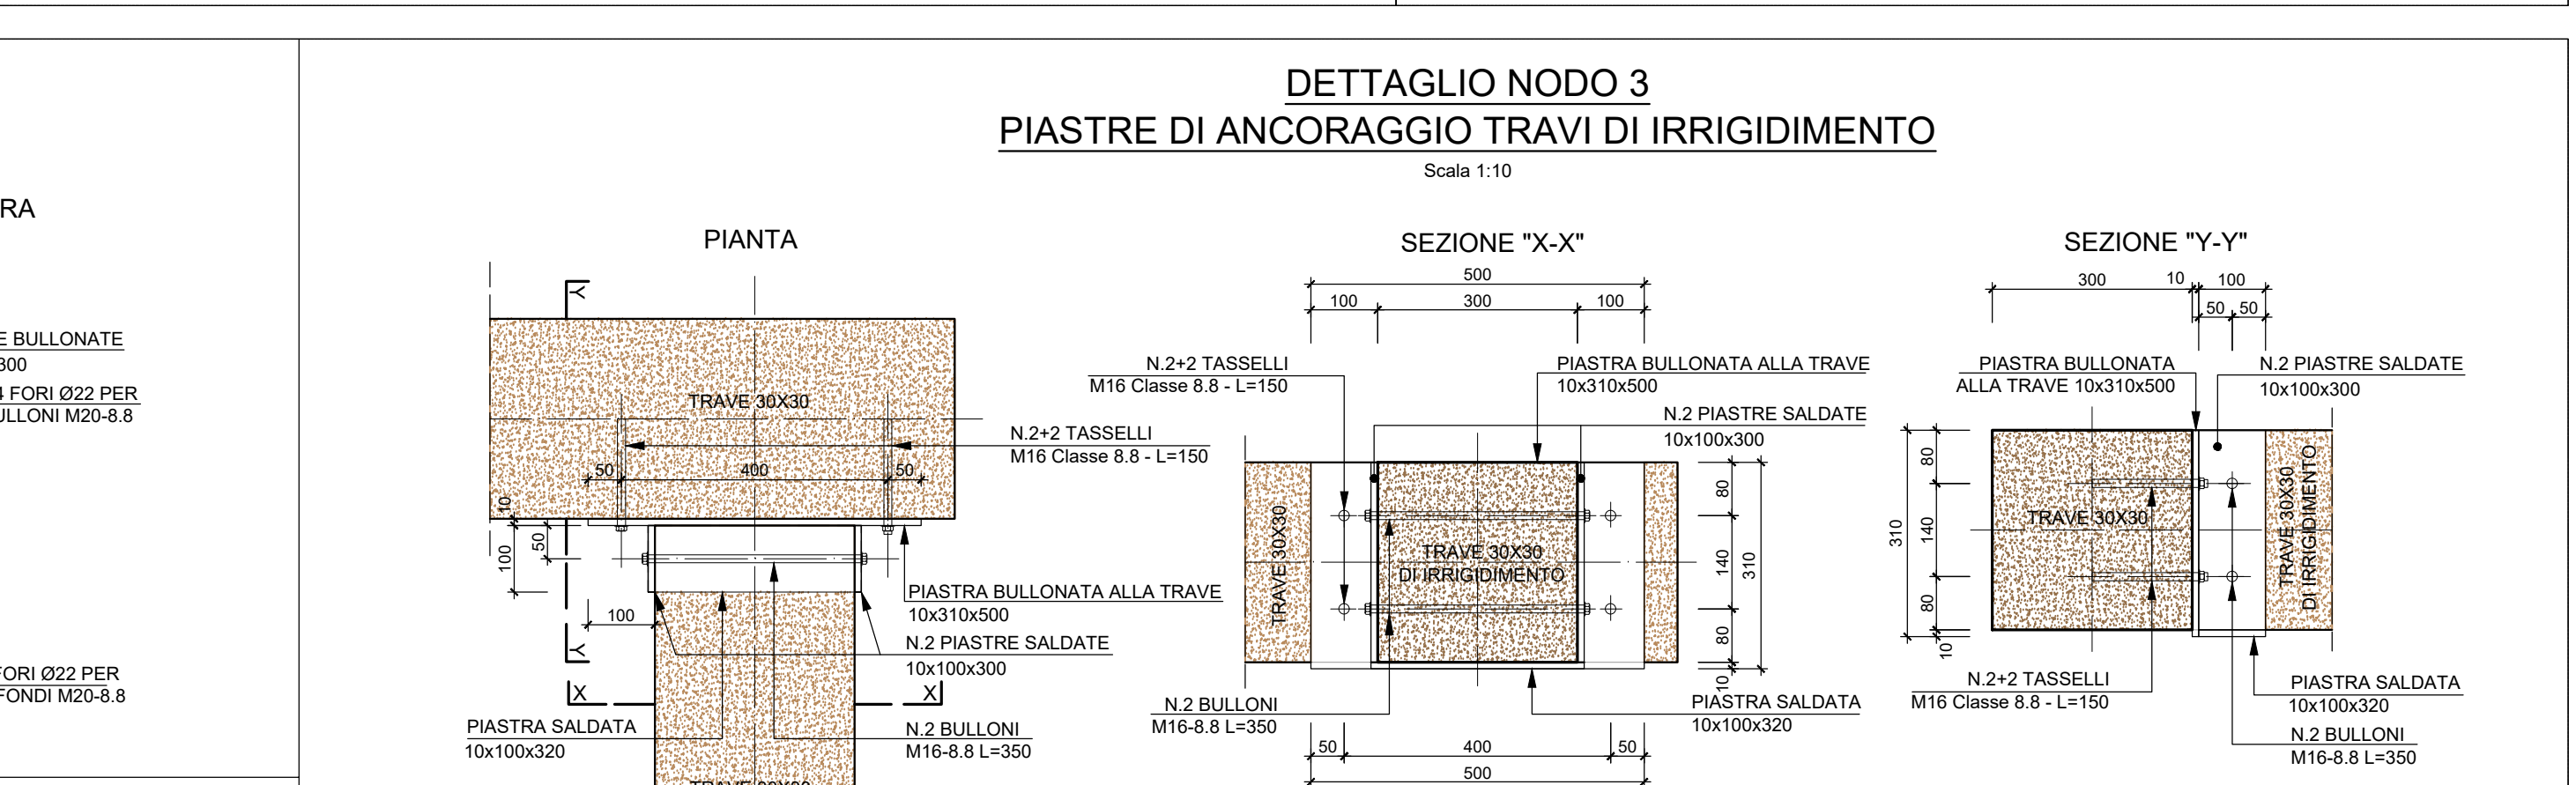 DETTAGLIO NODO 3
PIASTRE DI ANCORAGGIO TRAVI DI IRRIGIDIMENTO
Scala 1:10
RA
E BULLONATE
300
4 FORI Ø22 PER
ULLONI M20-8.8
FORI Ø22 PER
FONDI M20-8.8
PIANTA
Y
TRAVE 30X30
N.2+2 TASSELLI
M16 Classe 8.8 - L=150
50
400
50
10
100
50
100
PIASTRA BULLONATA ALLA TRAVE
10x310x500
N.2 PIASTRE SALDATE
10x100x300
Y
X
X
PIASTRA SALDATA
10x100x320
N.2 BULLONI
M16-8.8 L=350
SEZIONE "X-X"
500
100
300
100
N.2+2 TASSELLI
M16 Classe 8.8 - L=150
PIASTRA BULLONATA ALLA TRAVE
10x310x500
N.2 PIASTRE SALDATE
10x100x300
TRAVE 30X30
TRAVE 30X30
DI IRRIGIDIMENTO
80
140
310
80
10
N.2 BULLONI
M16-8.8 L=350
PIASTRA SALDATA
10x100x320
50
400
50
500
SEZIONE "Y-Y"
300
10
100
50
50
PIASTRA BULLONATA
ALLA TRAVE 10x310x500
N.2 PIASTRE SALDATE
10x100x300
310
80
140
80
10
TRAVE 30X30
TRAVE 30X30
DI IRRIGIDIMENTO
N.2+2 TASSELLI
M16 Classe 8.8 - L=150
PIASTRA SALDATA
10x100x320
N.2 BULLONI
M16-8.8 L=350